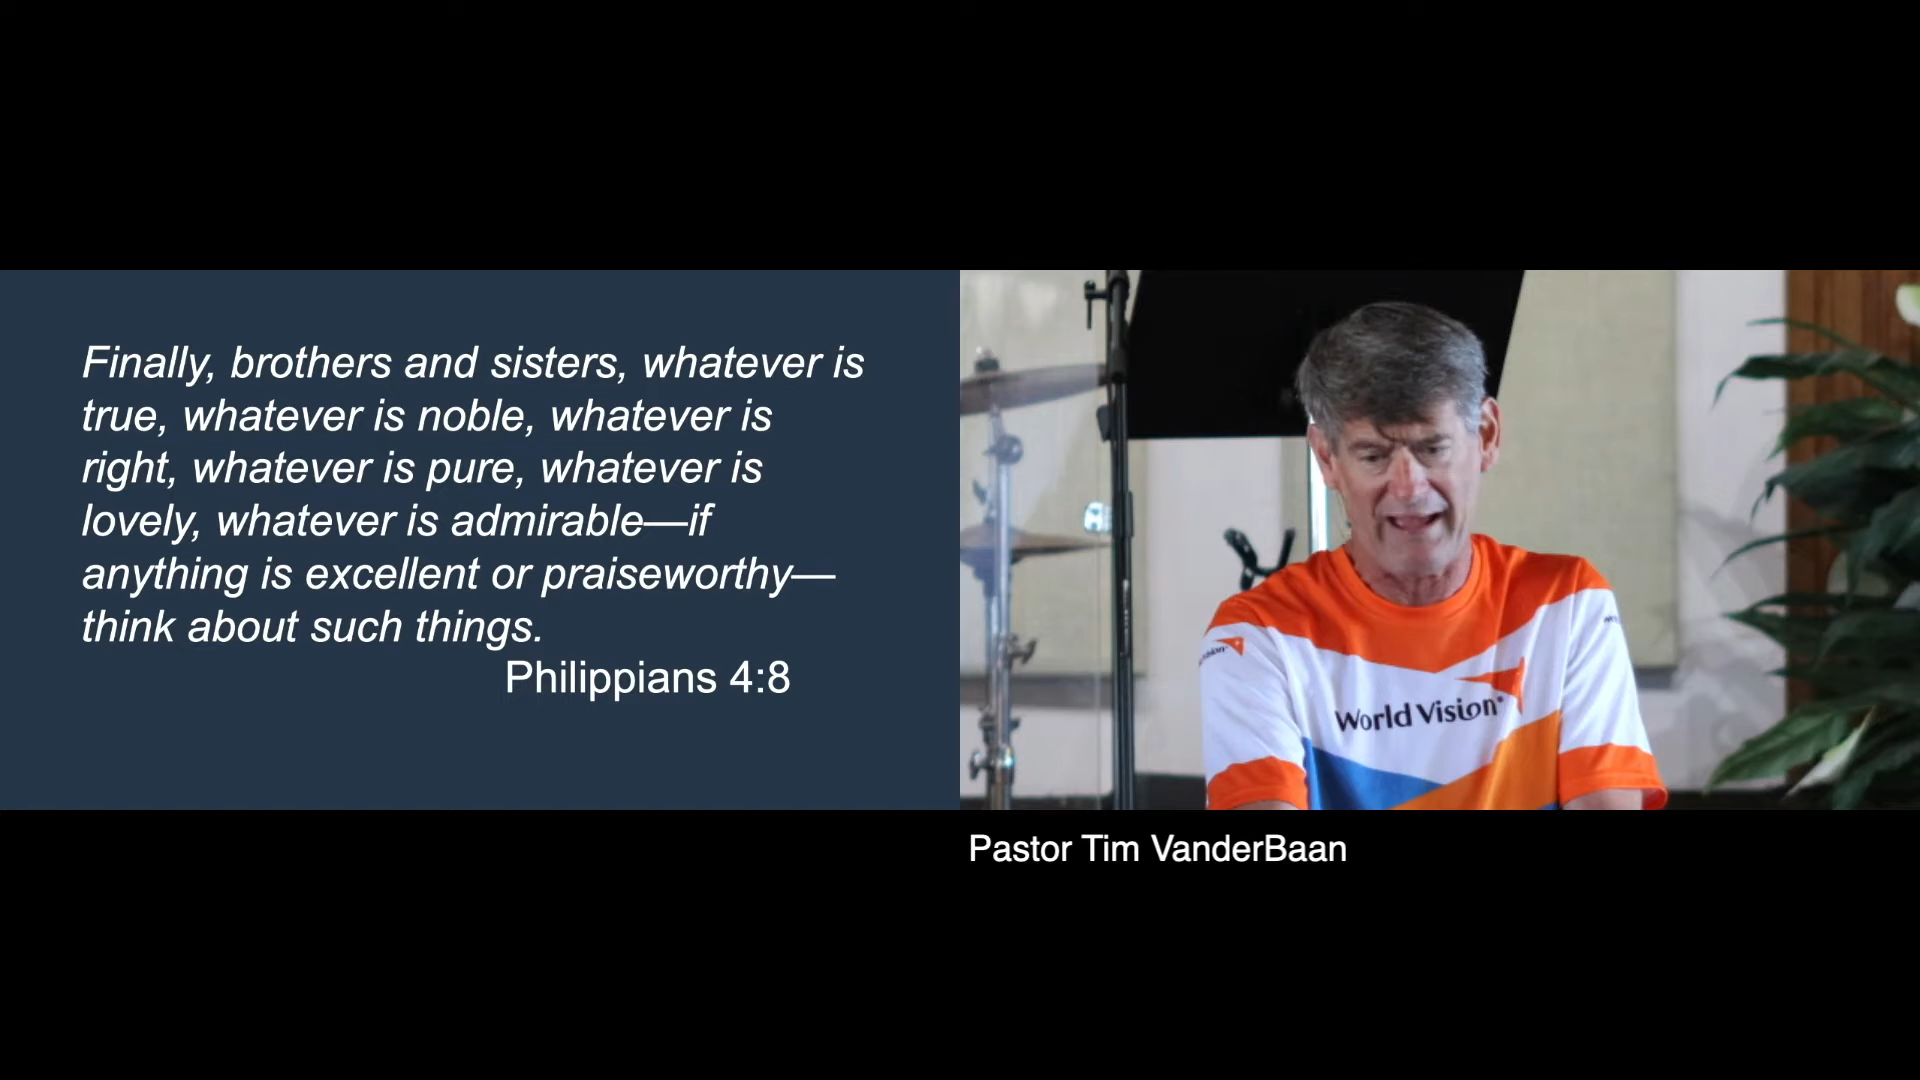 Finally, brothers and sisters, whatever is
true, whatever is noble, whatever is
right, whatever is pure, whatever is
lovely, whatever is admirable—if
anything is excellent or praiseworthy—
think about such things.
Philippians 4:8
World Vision
Pastor Tim VanderBaan